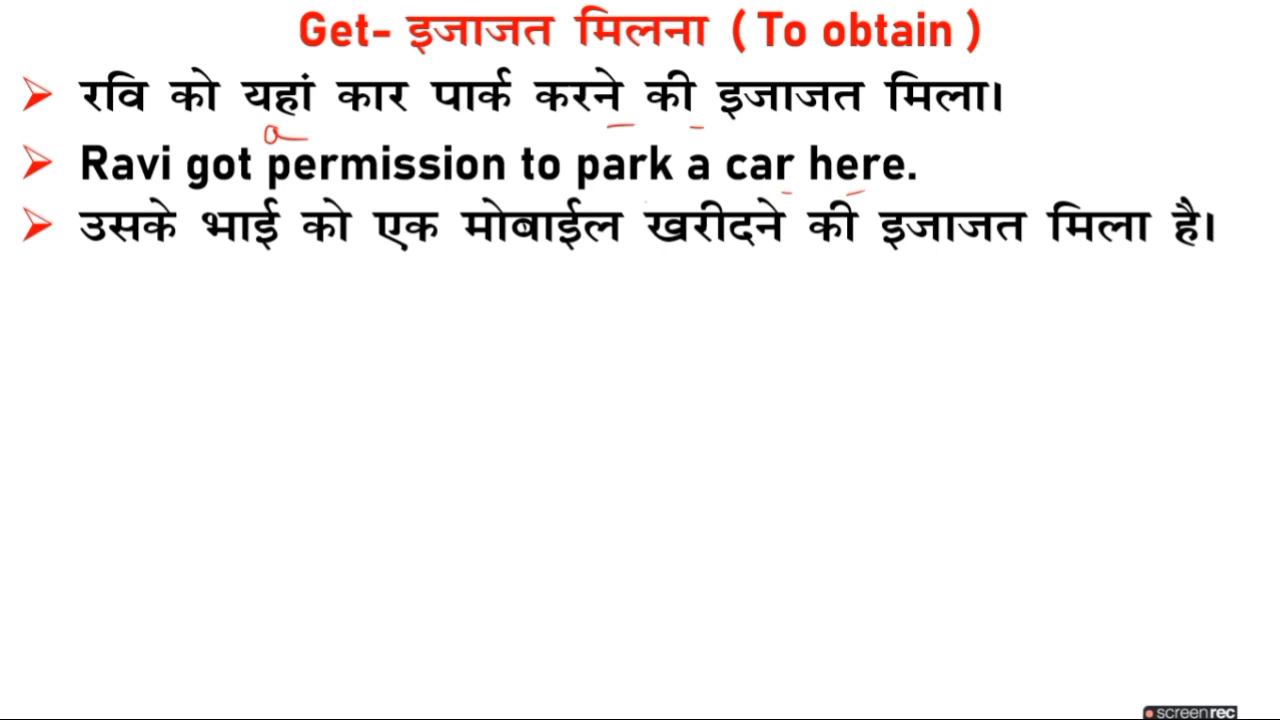 Get- इजाजत मिलना ( To obtain )
रवि को यहां कार पार्क करने की इजाजत मिला।
Ravi got permission to park a car here.
उसके भाई को एक मोबाईल खरीदने की इजाजत मिला है।
screenrec